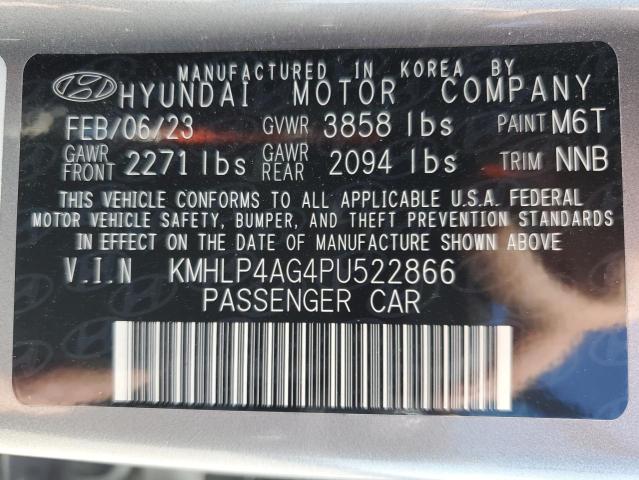 MANUFACTURED IN KOREA BY
HYUNDAI MOTOR COMPANY
FEB/06/23 GVWR 3858 lbs PAINT M6T
GAWR FRONT 2271 lbs GAWR REAR 2094 lbs TRIM NNB
THIS VEHICLE CONFORMS TO ALL APPLICABLE U.S.A. FEDERAL
MOTOR VEHICLE SAFETY, BUMPER, AND THEFT PREVENTION STANDARDS
IN EFFECT ON THE DATE OF MANUFACTURE SHOWN ABOVE
V.I.N KMHLP4AG4PU522866
PASSENGER CAR